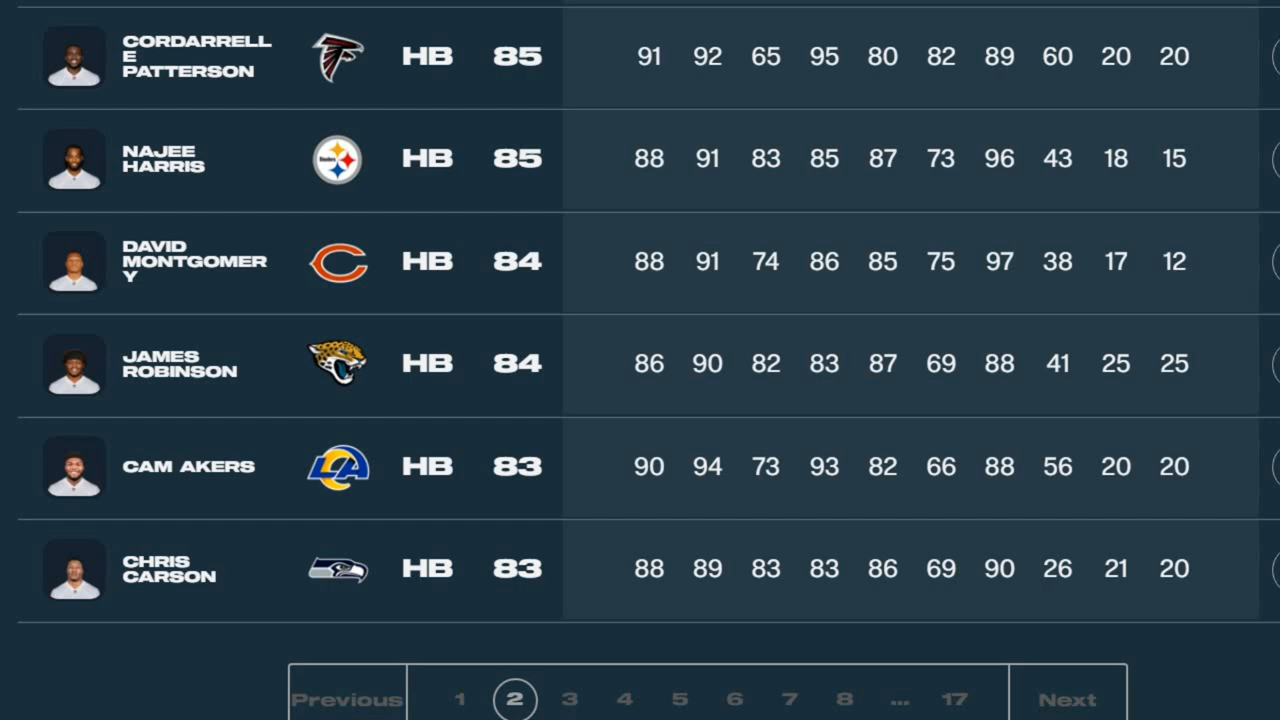 CORDARRELL
E
PATTERSON
HB 85 91 92 65 95 80 82 89 60 20 20
NAJEE
HARRIS
Steelers
HB 85 88 91 83 85 87 73 96 43 18 15
DAVID
MONTGOMER
Y
HB 84 88 91 74 86 85 75 97 38 17 12
JAMES
ROBINSON
HB 84 86 90 82 83 87 69 88 41 25 25
CAM AKERS LA HB 83 90 94 73 93 82 66 88 56 20 20
CHRIS
CARSON
HB 83 88 89 83 83 86 69 90 26 21 20
Previous 1 2 3 4 5 6 7 8 ... 17 Next